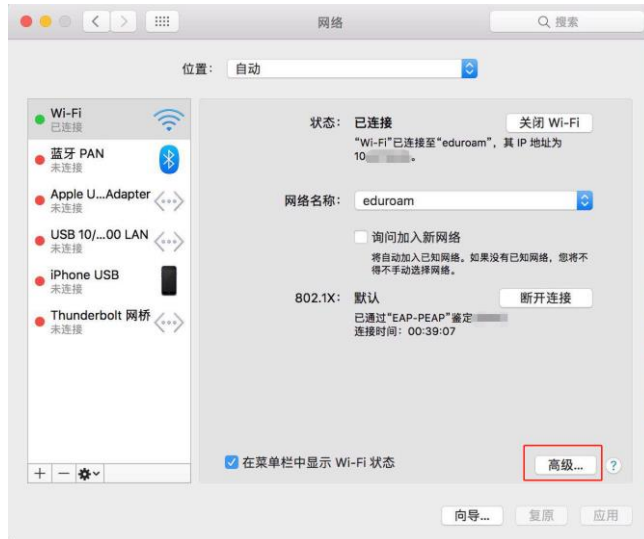 网络
搜索
位置： 自动
Wi-Fi
已连接
蓝牙 PAN
未连接
Apple U...Adapter
未连接
USB 10/...00 LAN
未连接
iPhone USB
未连接
Thunderbolt 网桥
未连接
状态： 已连接 关闭 Wi-Fi
“Wi-Fi”已连接至“eduroam”，其 IP 地址为
10 。
网络名称： eduroam
询问加入新网络
将自动加入已知网络。如果没有已知网络，您将不
得不手动选择网络。
802.1X： 默认 断开连接
已通过“EAP-PEAP”鉴定
连接时间：00:39:07
在菜单栏中显示 Wi-Fi 状态 高级... ?
向导... 复原 应用